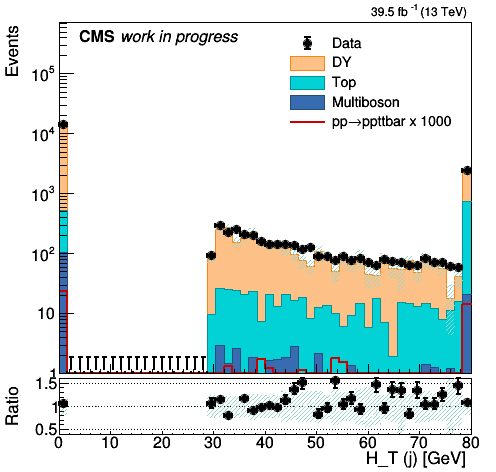 39.5 fb⁻¹ (13 TeV)
CMS work in progress
Events
Data
DY
Top
Multiboson
pp→ppttbar x 1000
10⁵
10⁴
10³
10²
10
1
Ratio
1.5
1
0.5
0 10 20 30 40 50 60 70 80
H_T (j) [GeV]